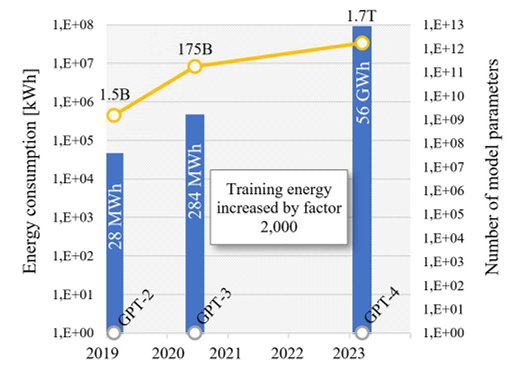 1.7T
1,E+08
1,E+07
1,E+06
1,E+05
1,E+04
1,E+03
1,E+02
1,E+01
1,E+00
Energy consumption [kWh]
1.5B
175B
28 MWh
284 MWh
56 GWh
Training energy
increased by factor
2,000
GPT-2
GPT-3
GPT-4
2019
2020
2021
2022
2023
1,E+13
1,E+12
1,E+11
1,E+10
1,E+09
1,E+08
1,E+07
1,E+06
1,E+05
1,E+04
1,E+03
1,E+02
1,E+01
1,E+00
Number of model parameters